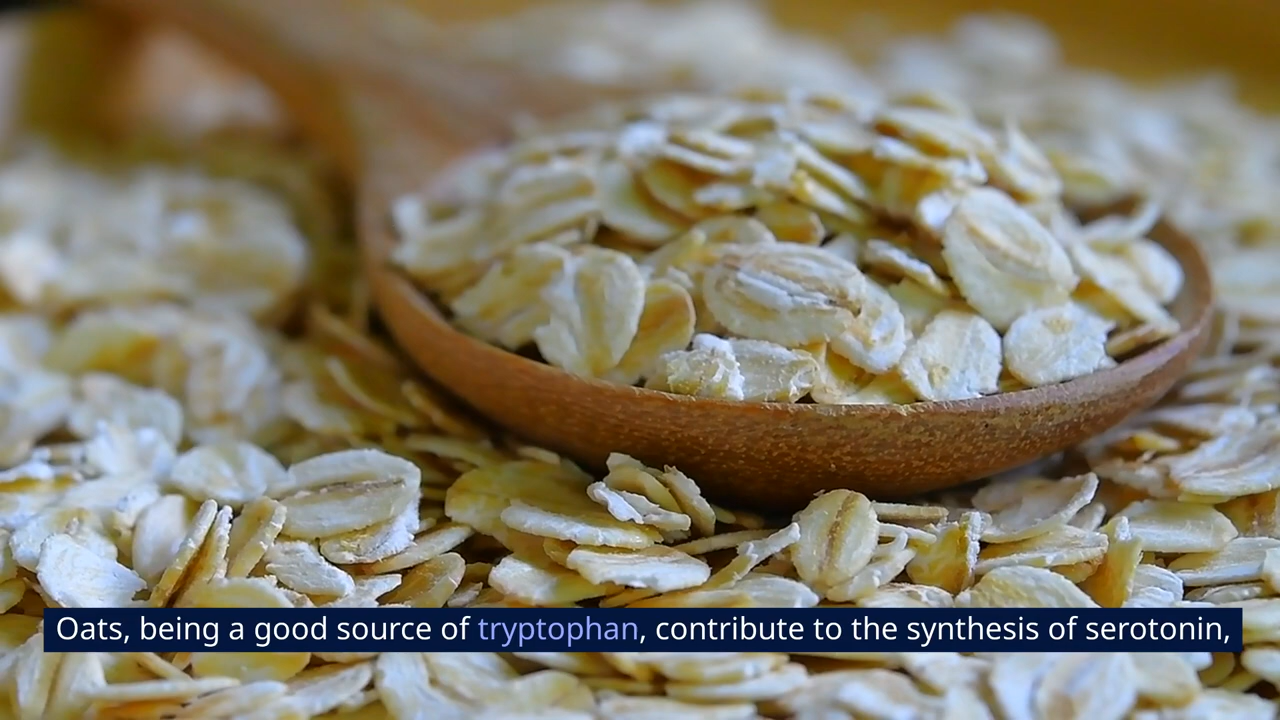 Oats, being a good source of tryptophan, contribute to the synthesis of serotonin,